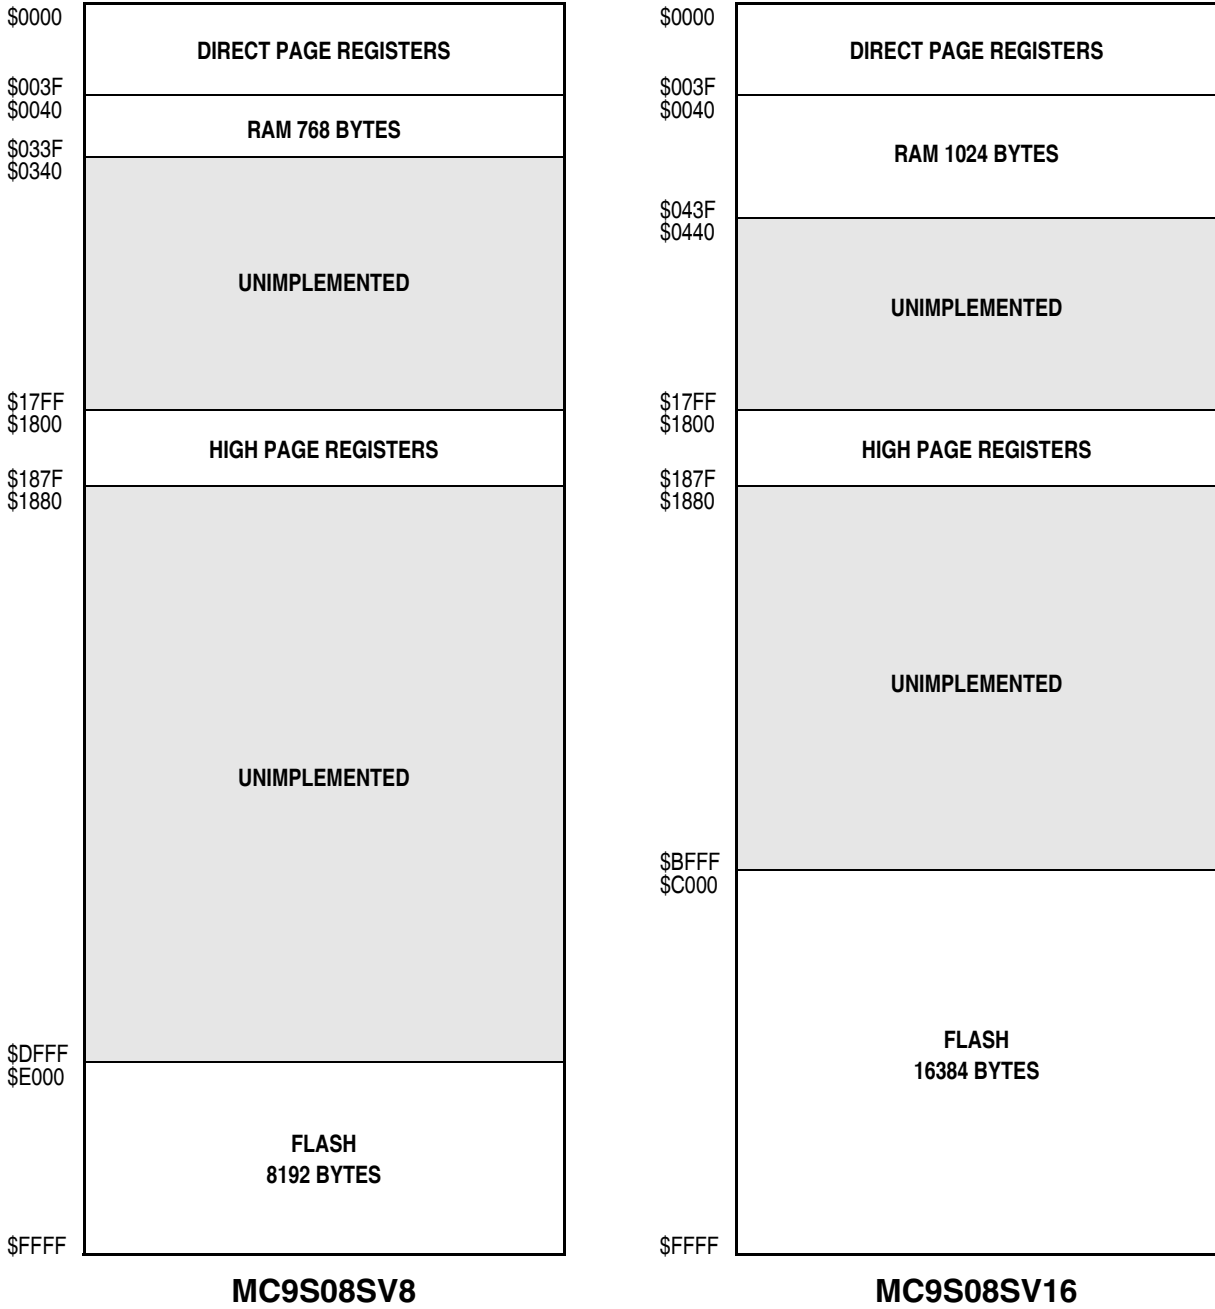 $0000
DIRECT PAGE REGISTERS
$003F
$0040
RAM 768 BYTES
$033F
$0340
UNIMPLEMENTED
$17FF
$1800
HIGH PAGE REGISTERS
$187F
$1880
UNIMPLEMENTED
$DFFF
$E000
FLASH
8192 BYTES
$FFFF
MC9S08SV8
$0000
DIRECT PAGE REGISTERS
$003F
$0040
RAM 1024 BYTES
$043F
$0440
UNIMPLEMENTED
$17FF
$1800
HIGH PAGE REGISTERS
$187F
$1880
UNIMPLEMENTED
$BFFF
$C000
FLASH
16384 BYTES
$FFFF
MC9S08SV16